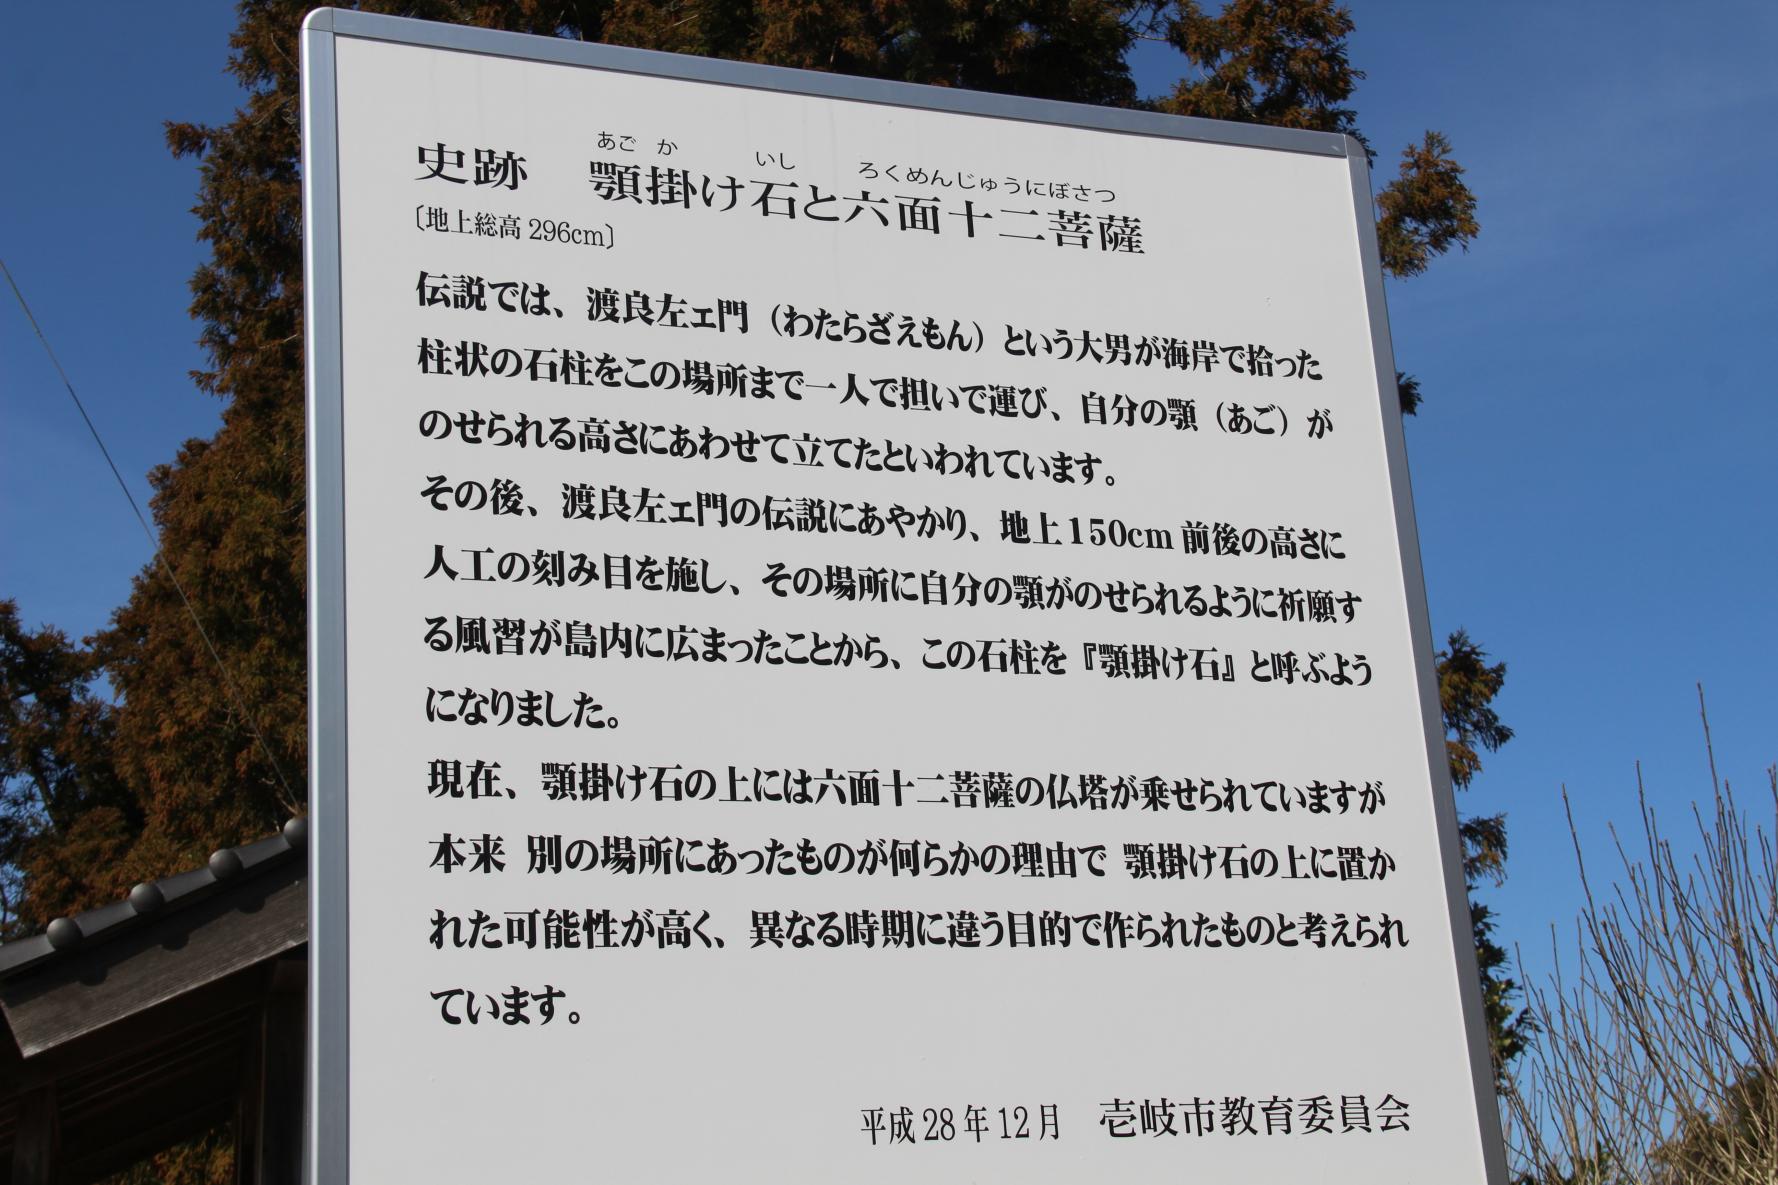 あごか いし ろくめんじゅうにぼさつ
史跡 顎掛け石と六面十二菩薩
〔地上総高296cm〕
伝説では、渡良左ェ門（わたらざえもん）という大男が海岸で拾った
柱状の石柱をこの場所まで一人で担いで運び、自分の顎（あご）が
のせられる高さにあわせて立てたといわれています。
その後、渡良左ェ門の伝説にあやかり、地上150cm前後の高さに
人工の刻み目を施し、その場所に自分の顎がのせられるように祈願す
る風習が島内に広まったことから、この石柱を『顎掛け石』と呼ぶよう
になりました。
現在、顎掛け石の上には六面十二菩薩の仏塔が乗せられていますが
本来 別の場所にあったものが何らかの理由で 顎掛け石の上に置か
れた可能性が高く、異なる時期に違う目的で作られたものと考えられ
ています。
平成28年12月 壱岐市教育委員会